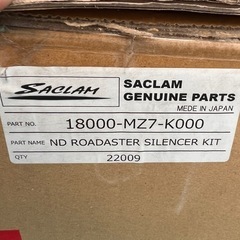 SACLAM
SACLAM
GENUINE PARTS
MADE IN JAPAN
PART NO. 18000-MZ7-K000
PART NAME ND ROADASTER SILENCER KIT
QTY 22009